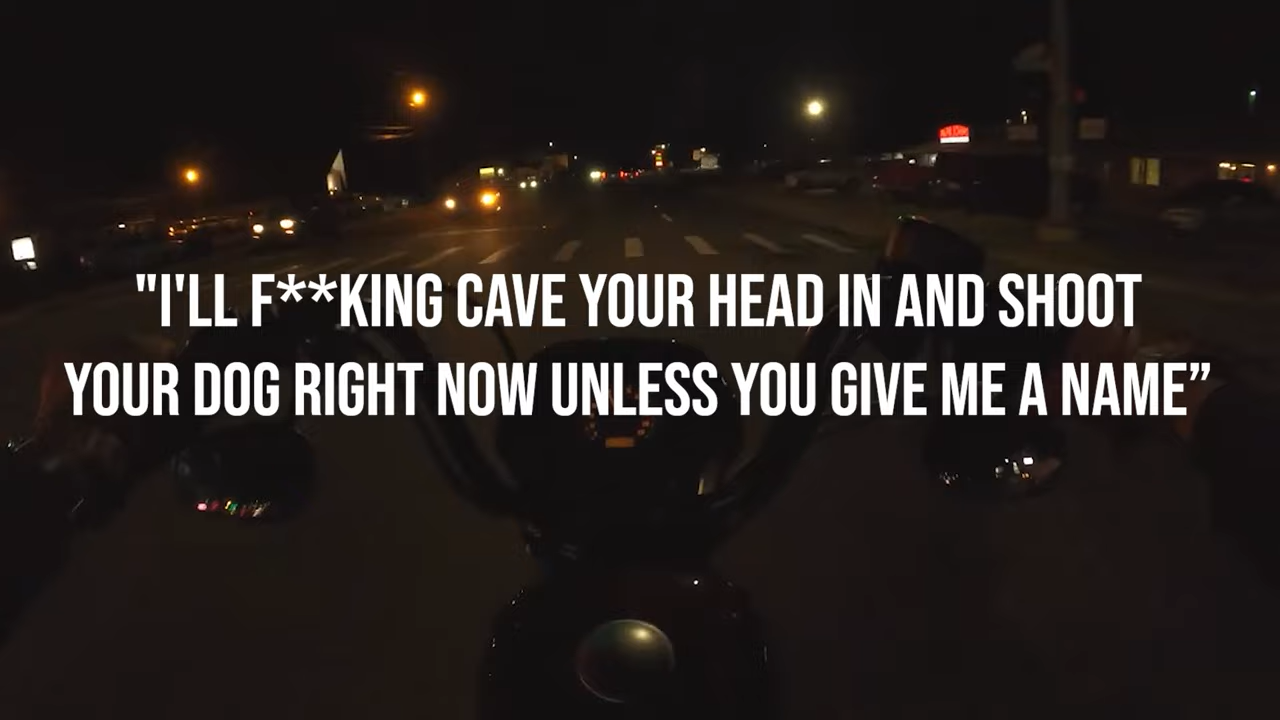 "I'LL F**KING CAVE YOUR HEAD IN AND SHOOT
YOUR DOG RIGHT NOW UNLESS YOU GIVE ME A NAME”